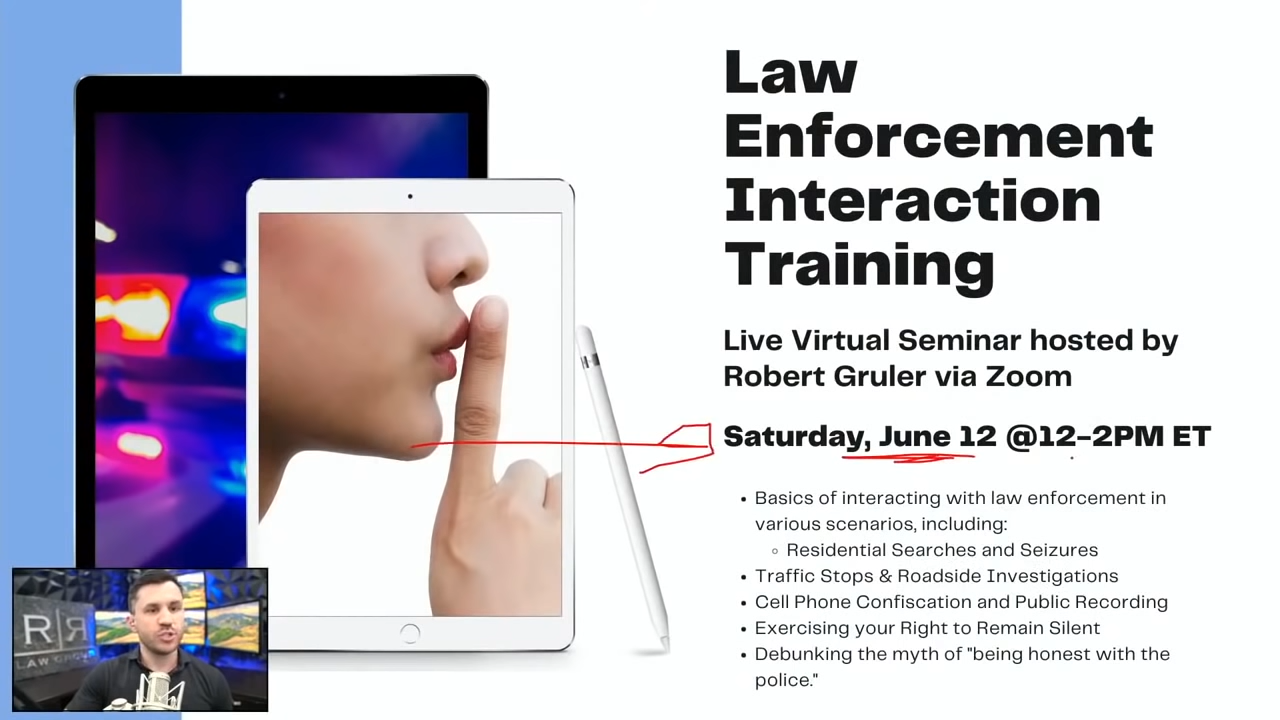 Law
Enforcement
Interaction
Training
Live Virtual Seminar hosted by
Robert Gruler via Zoom
Saturday, June 12 @12-2PM ET
• Basics of interacting with law enforcement in
various scenarios, including:
◦ Residential Searches and Seizures
• Traffic Stops & Roadside Investigations
• Cell Phone Confiscation and Public Recording
• Exercising your Right to Remain Silent
• Debunking the myth of "being honest with the
police."
R|R
LAW GROUP